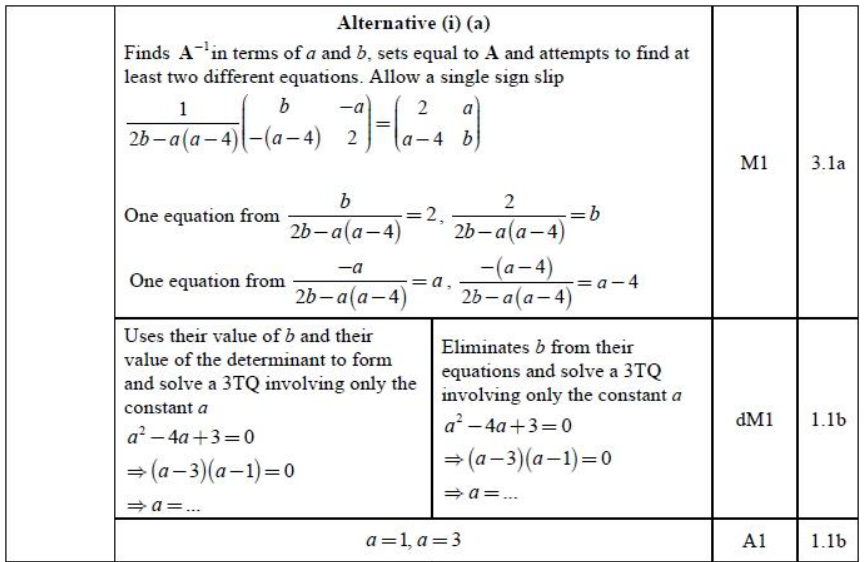 Alternative (i) (a)
Finds A⁻¹ in terms of a and b, sets equal to A and attempts to find at
least two different equations. Allow a single sign slip
1/(2b−a(a−4)) (b −a; −(a−4) 2) = (2 a; a−4 b)
M1
3.1a
One equation from b/(2b−a(a−4)) = 2, 2/(2b−a(a−4)) = b
One equation from −a/(2b−a(a−4)) = a, −(a−4)/(2b−a(a−4)) = a−4
Uses their value of b and their
value of the determinant to form
and solve a 3TQ involving only the
constant a
a² − 4a + 3 = 0
⇒ (a−3)(a−1) = 0
⇒ a = ...
Eliminates b from their
equations and solve a 3TQ
involving only the constant a
a² − 4a + 3 = 0
⇒ (a−3)(a−1) = 0
⇒ a = ...
dM1
1.1b
a = 1, a = 3
A1
1.1b